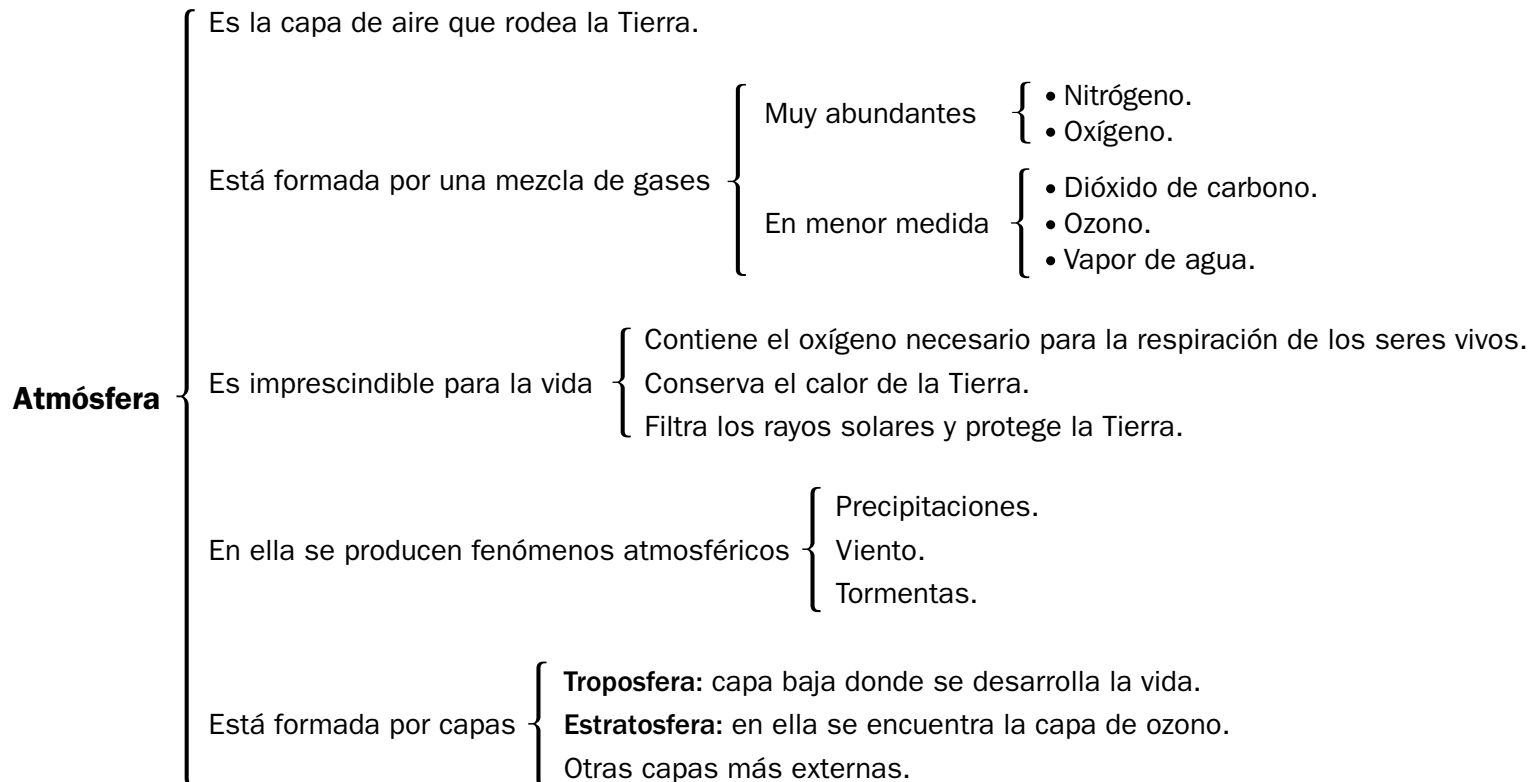 Es la capa de aire que rodea la Tierra.
Muy abundantes
• Nitrógeno.
• Oxígeno.
Está formada por una mezcla de gases
En menor medida
• Dióxido de carbono.
• Ozono.
• Vapor de agua.
Atmósfera
Es imprescindible para la vida
Contiene el oxígeno necesario para la respiración de los seres vivos.
Conserva el calor de la Tierra.
Filtra los rayos solares y protege la Tierra.
En ella se producen fenómenos atmosféricos
Precipitaciones.
Viento.
Tormentas.
Está formada por capas
Troposfera: capa baja donde se desarrolla la vida.
Estratosfera: en ella se encuentra la capa de ozono.
Otras capas más externas.